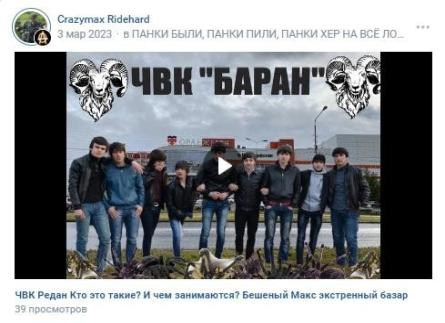 Crazymax Ridehard
3 мар 2023 · в ПАНКИ БЫЛИ, ПАНКИ ПИЛИ, ПАНКИ ХЕР НА ВСЁ ЛО...
ЧВК "БАРАН"
ЧВК Редан Кто это такие? И чем занимаются? Бешеный Макс экстренный базар
39 просмотров